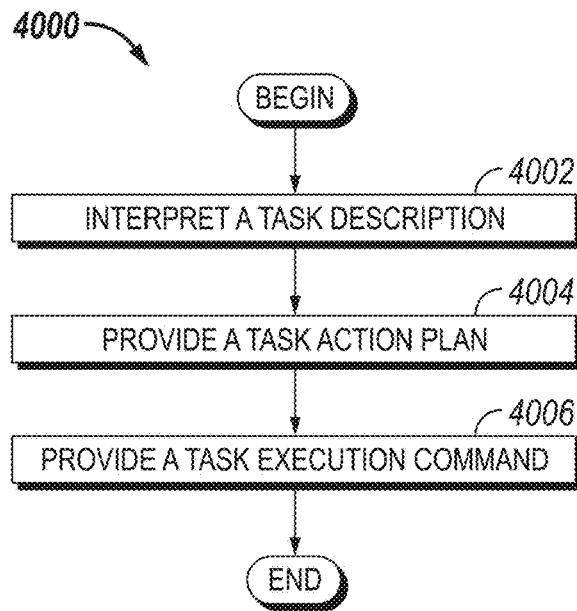 4000
BEGIN
4002
INTERPRET A TASK DESCRIPTION
4004
PROVIDE A TASK ACTION PLAN
4006
PROVIDE A TASK EXECUTION COMMAND
END